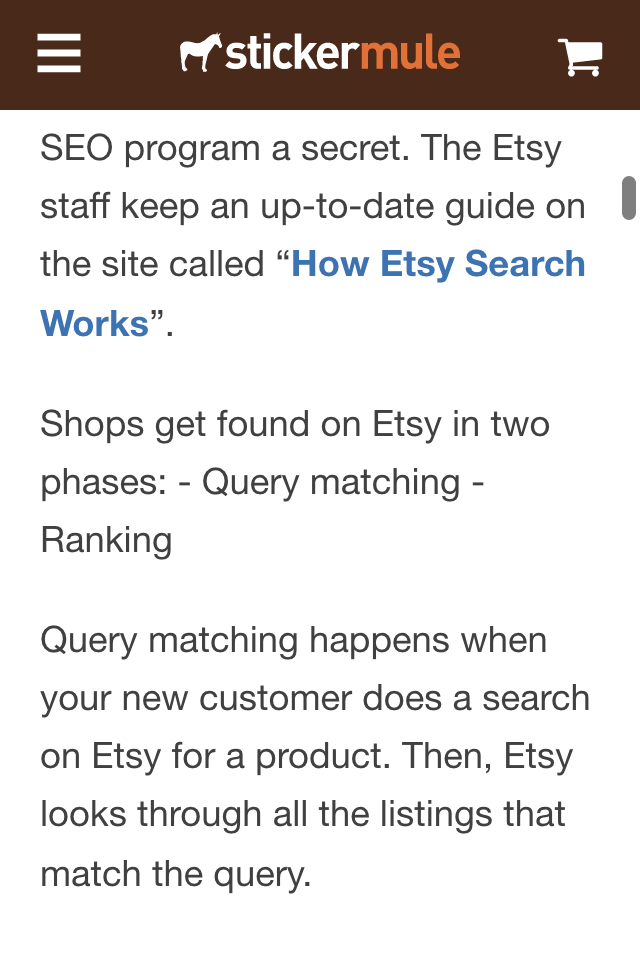 stickermule
SEO program a secret. The Etsy
staff keep an up-to-date guide on
the site called “How Etsy Search
Works”.
Shops get found on Etsy in two
phases: - Query matching -
Ranking
Query matching happens when
your new customer does a search
on Etsy for a product. Then, Etsy
looks through all the listings that
match the query.